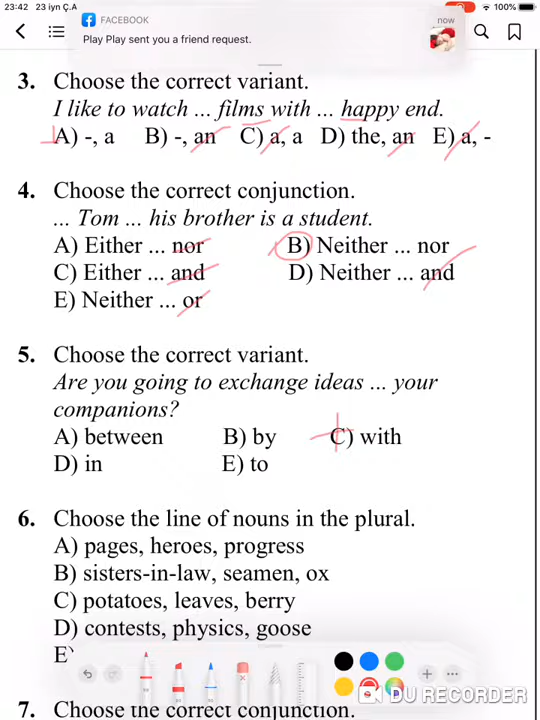 23:42 23 iyn Ç.A
100%
FACEBOOK
now
Play Play sent you a friend request.
3. Choose the correct variant.
I like to watch ... films with ... happy end.
A) -, a B) -, an C) a, a D) the, an E) a, -
4. Choose the correct conjunction.
... Tom ... his brother is a student.
A) Either ... nor B) Neither ... nor
C) Either ... and D) Neither ... and
E) Neither ... or
5. Choose the correct variant.
Are you going to exchange ideas ... your
companions?
A) between B) by C) with
D) in E) to
6. Choose the line of nouns in the plural.
A) pages, heroes, progress
B) sisters-in-law, seamen, ox
C) potatoes, leaves, berry
D) contests, physics, goose
E)
DU RECORDER
7. Choose the correct conjunction.